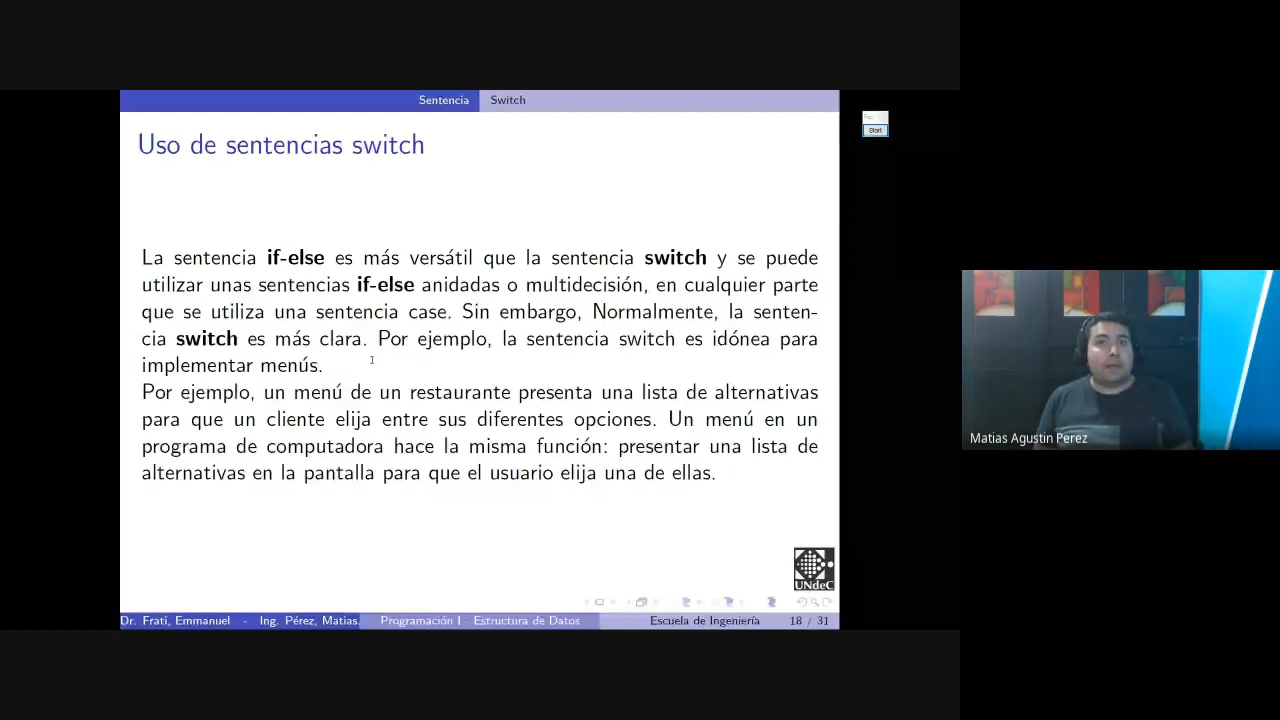 Sentencia Switch
Uso de sentencias switch
Start
La sentencia if-else es más versátil que la sentencia switch y se puede
utilizar unas sentencias if-else anidadas o multidecisión, en cualquier parte
que se utiliza una sentencia case. Sin embargo, Normalmente, la senten-
cia switch es más clara. Por ejemplo, la sentencia switch es idónea para
implementar menús.
Por ejemplo, un menú de un restaurante presenta una lista de alternativas
para que un cliente elija entre sus diferentes opciones. Un menú en un
programa de computadora hace la misma función: presentar una lista de
alternativas en la pantalla para que el usuario elija una de ellas.
Matias Agustin Perez
UNdeC
Dr. Frati, Emmanuel - Ing. Pérez, Matias. Programación I - Estructura de Datos Escuela de Ingeniería 18 / 31